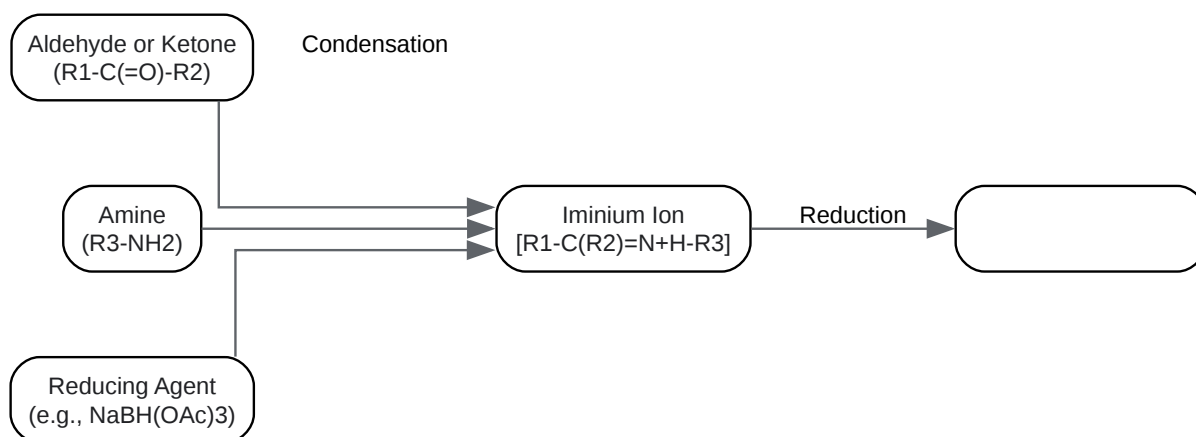 Aldehyde or Ketone
(R1-C(=O)-R2)
Condensation
Amine
(R3-NH2)
Iminium Ion
[R1-C(R2)=N+H-R3]
Reduction
Reducing Agent
(e.g., NaBH(OAc)3)